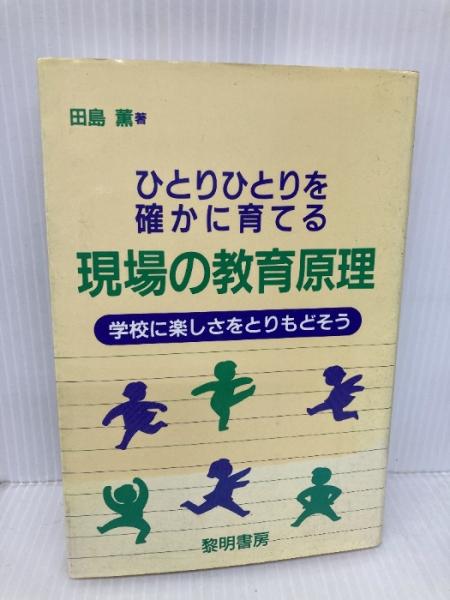 田島 薫著
ひとりひとりを
確かに育てる
現場の教育原理
学校に楽しさをとりもどそう
黎明書房